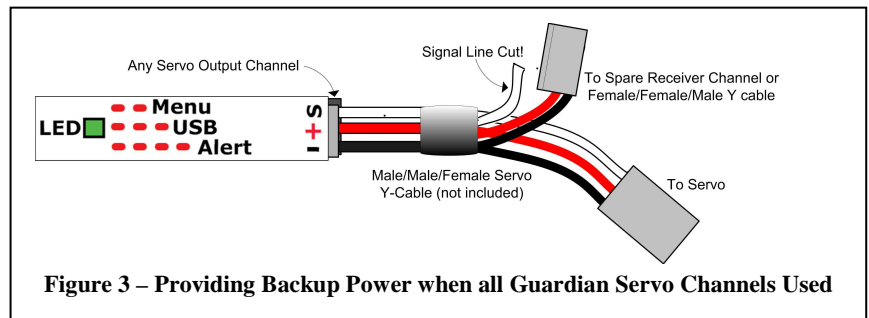 Signal Line Cut!
Any Servo Output Channel
To Spare Receiver Channel or
Female/Female/Male Y cable
LED
Menu
USB
Alert
S
+
-
Male/Male/Female Servo
Y-Cable (not included)
To Servo
Figure 3 – Providing Backup Power when all Guardian Servo Channels Used